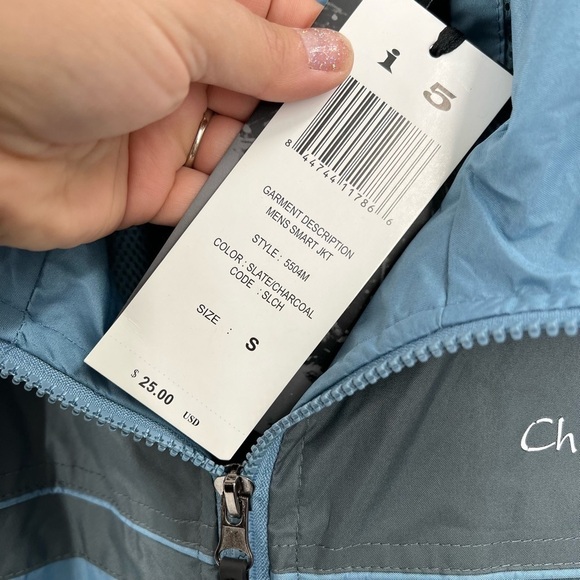 i 5
8 44744 11786 6
GARMENT DESCRIPTION
MENS SMART JKT
STYLE : 5504M
COLOR : SLATE/CHARCOAL
CODE : SLCH
SIZE : S
$ 25.00 USD
Ch